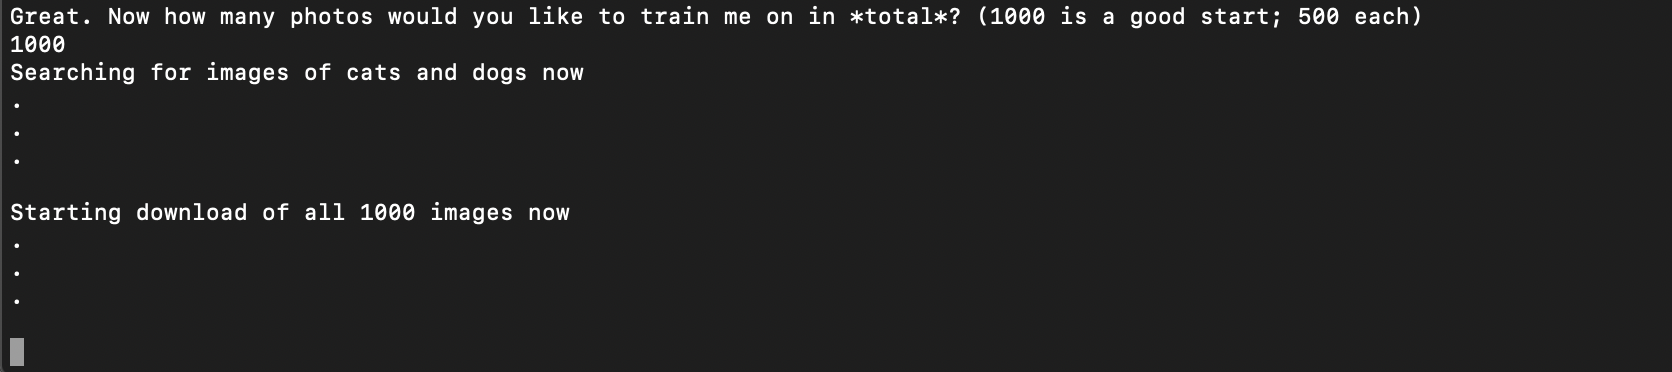 Great. Now how many photos would you like to train me on in *total*? (1000 is a good start; 500 each)
1000
Searching for images of cats and dogs now
.
.
.
Starting download of all 1000 images now
.
.
.